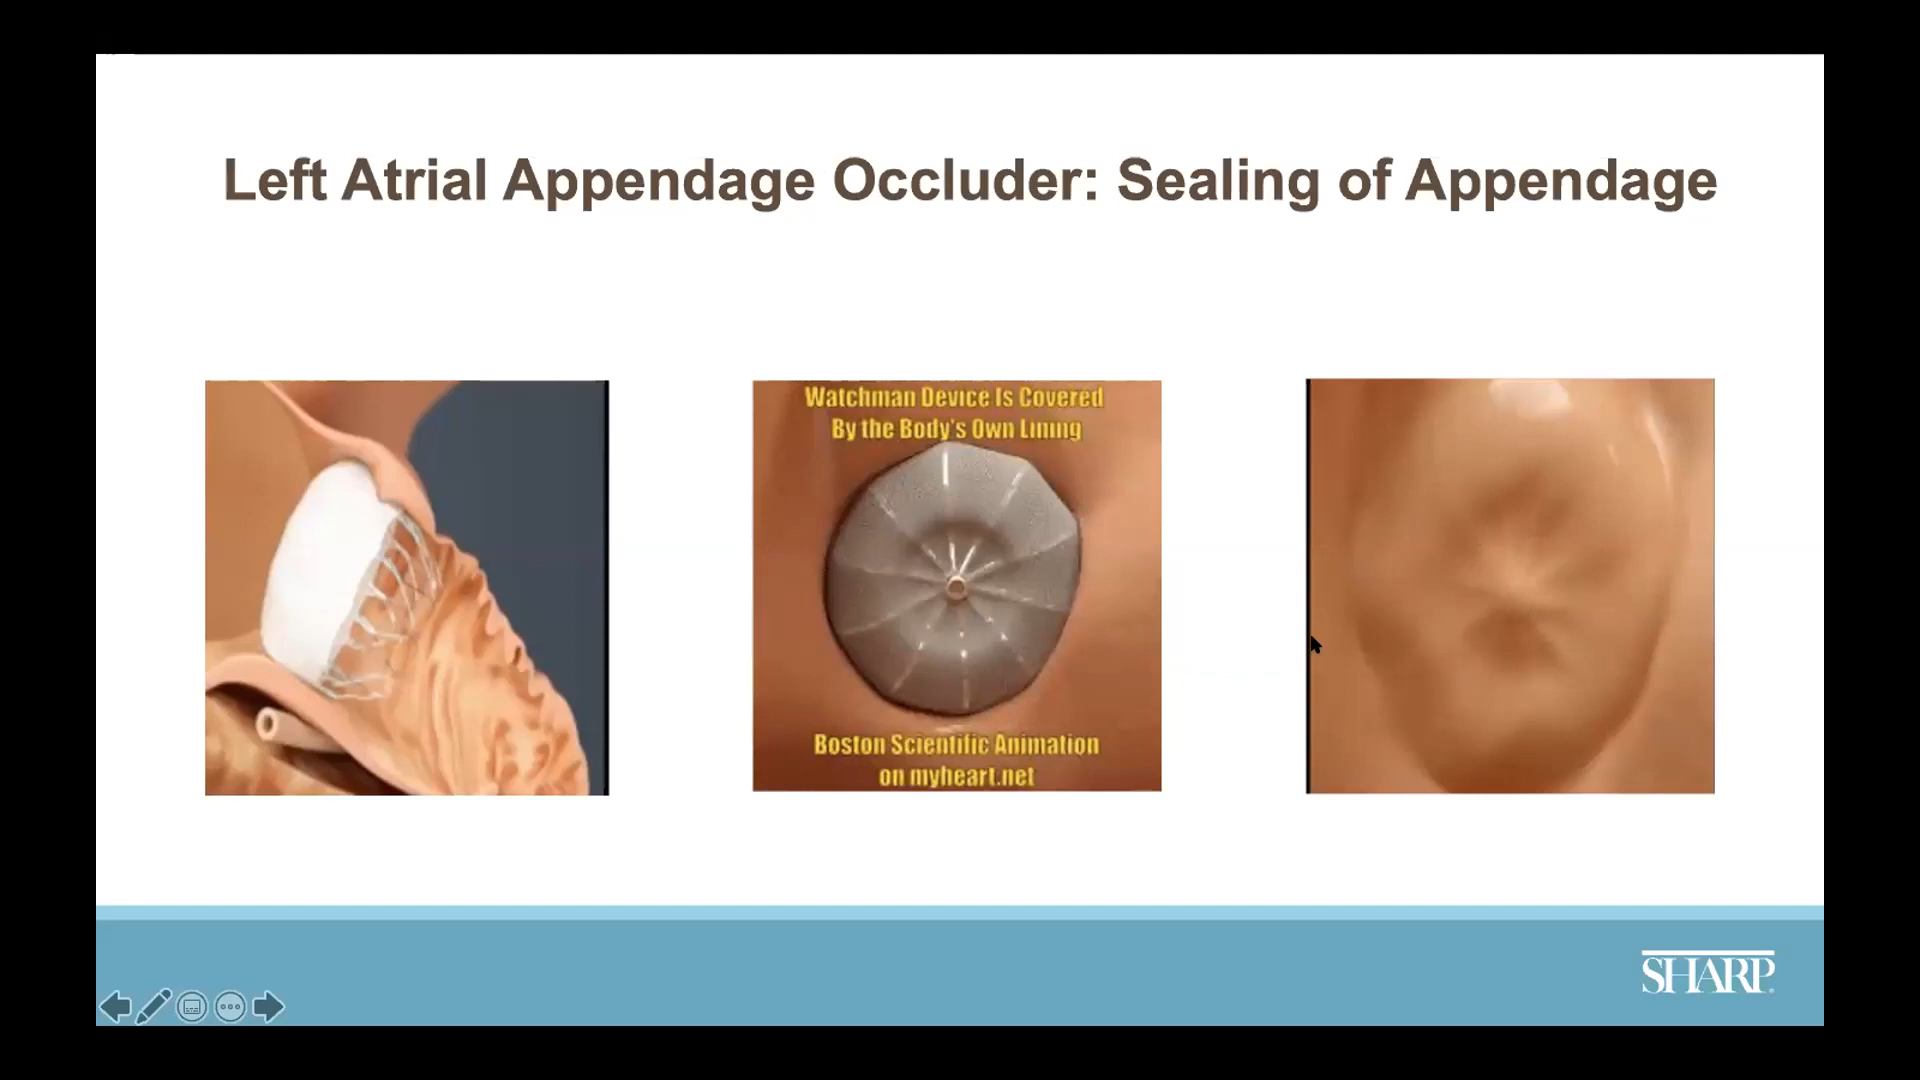 Left Atrial Appendage Occluder: Sealing of Appendage
Watchman Device Is Covered
By the Body's Own Lining
Boston Scientific Animation
on myheart.net
SHARP